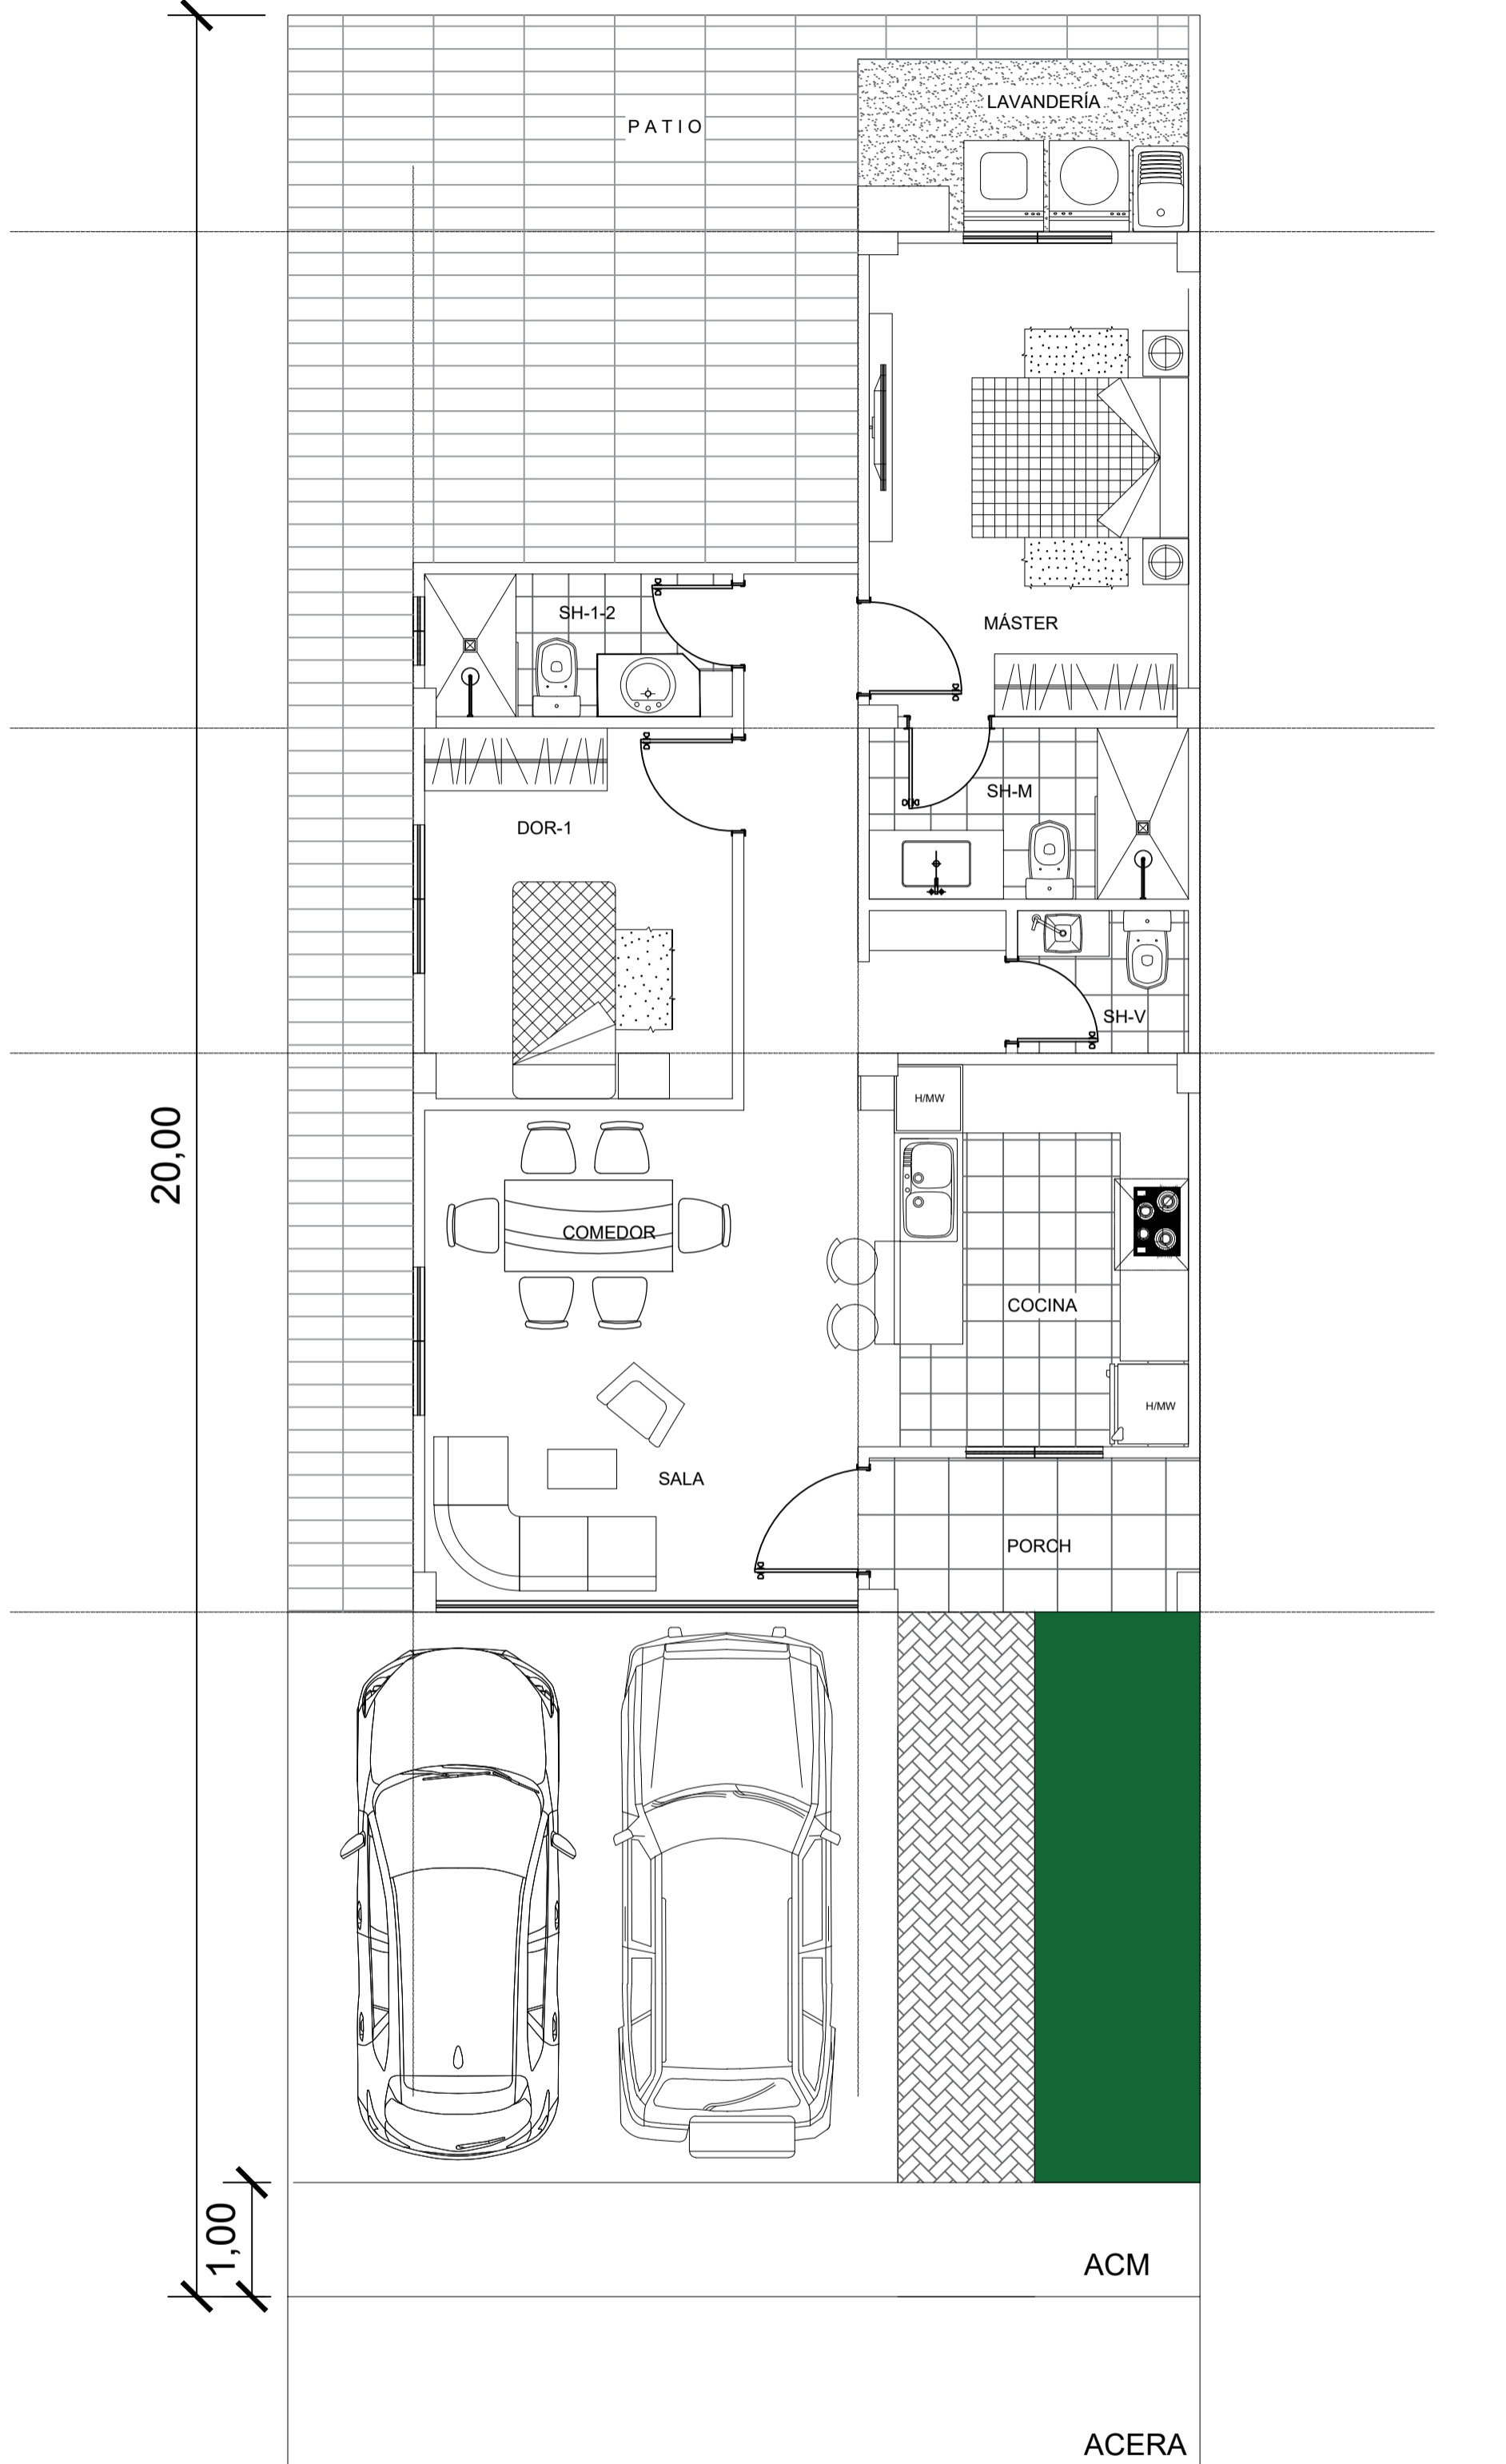 LAVANDERÍA
PATIO
SH-1-2
MÁSTER
SH-M
DOR-1
SH-V
H/MW
20,00
COMEDOR
COCINA
H/MW
SALA
PORCH
1,00
ACM
ACERA